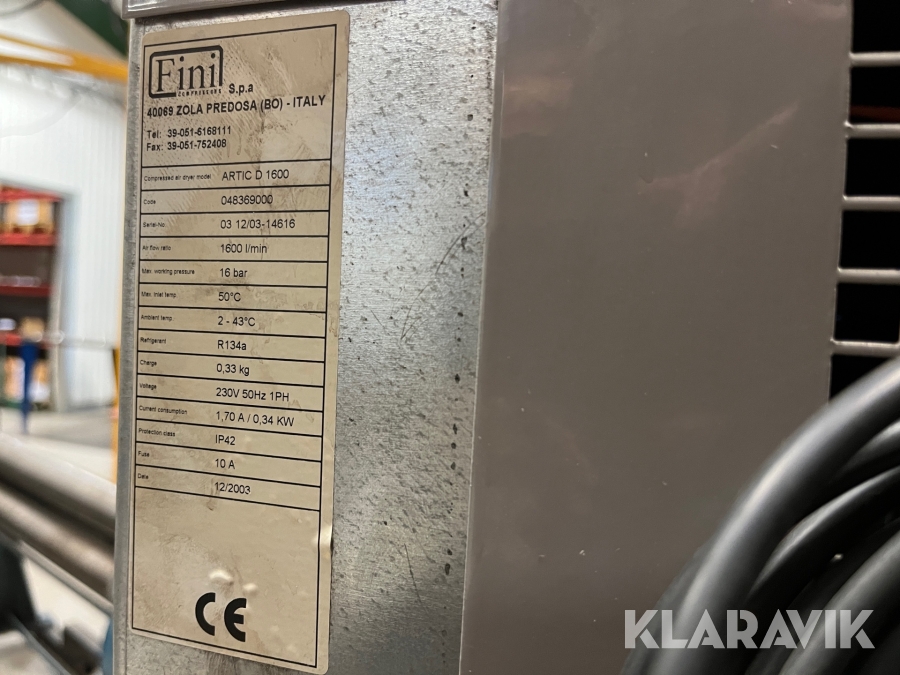 Fini
COMPRESSORS
S.p.a
40069 ZOLA PREDOSA (BO) - ITALY
Tel: 39-051-6168111
Fax: 39-051-752408
Compressed air dryer model ARTIC D 1600
Code 048369000
Serial-No. 03 12/03-14616
Air flow ratio 1600 l/min
Max. working pressure 16 bar
Max. inlet temp 50°C
Ambient temp 2 - 43°C
Refrigerant R134a
Charge 0,33 kg
Voltage 230V 50Hz 1PH
Current consumption 1,70 A / 0,34 KW
Protection class IP42
Fuse 10 A
Date 12/2003
CE
KLARAVIK